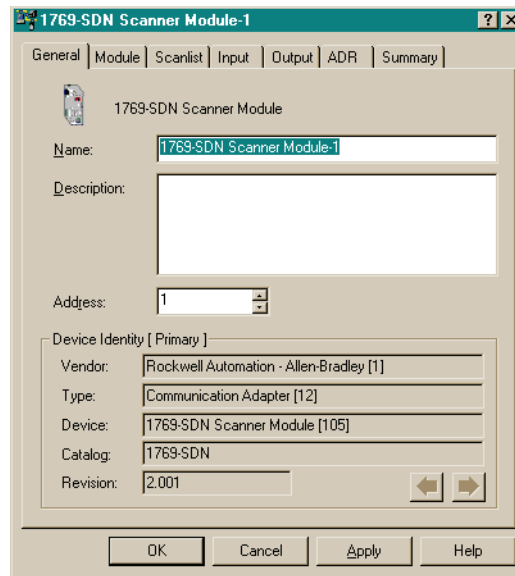 1769-SDN Scanner Module-1
General Module Scanlist Input Output ADR Summary
1769-SDN Scanner Module
Name: 1769-SDN Scanner Module-1
Description:
Address: 1
Device Identity [ Primary ]
Vendor: Rockwell Automation - Allen-Bradley [1]
Type: Communication Adapter [12]
Device: 1769-SDN Scanner Module [105]
Catalog: 1769-SDN
Revision: 2.001
OK Cancel Apply Help